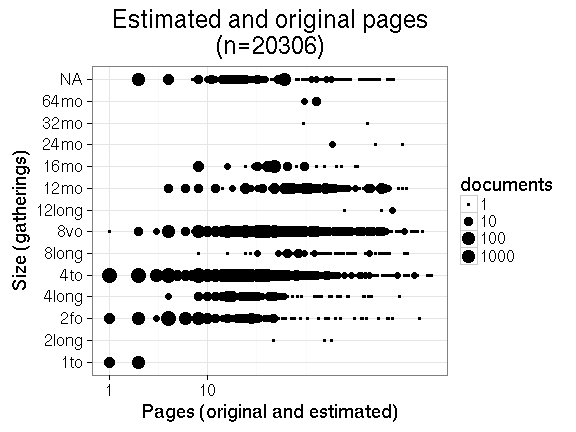 Estimated and original pages
(n=20306)
Size (gatherings)
NA
64mo
32mo
24mo
16mo
12mo
12long
8vo
8long
4to
4long
2fo
2long
1to
1
10
Pages (original and estimated)
documents
1
10
100
1000